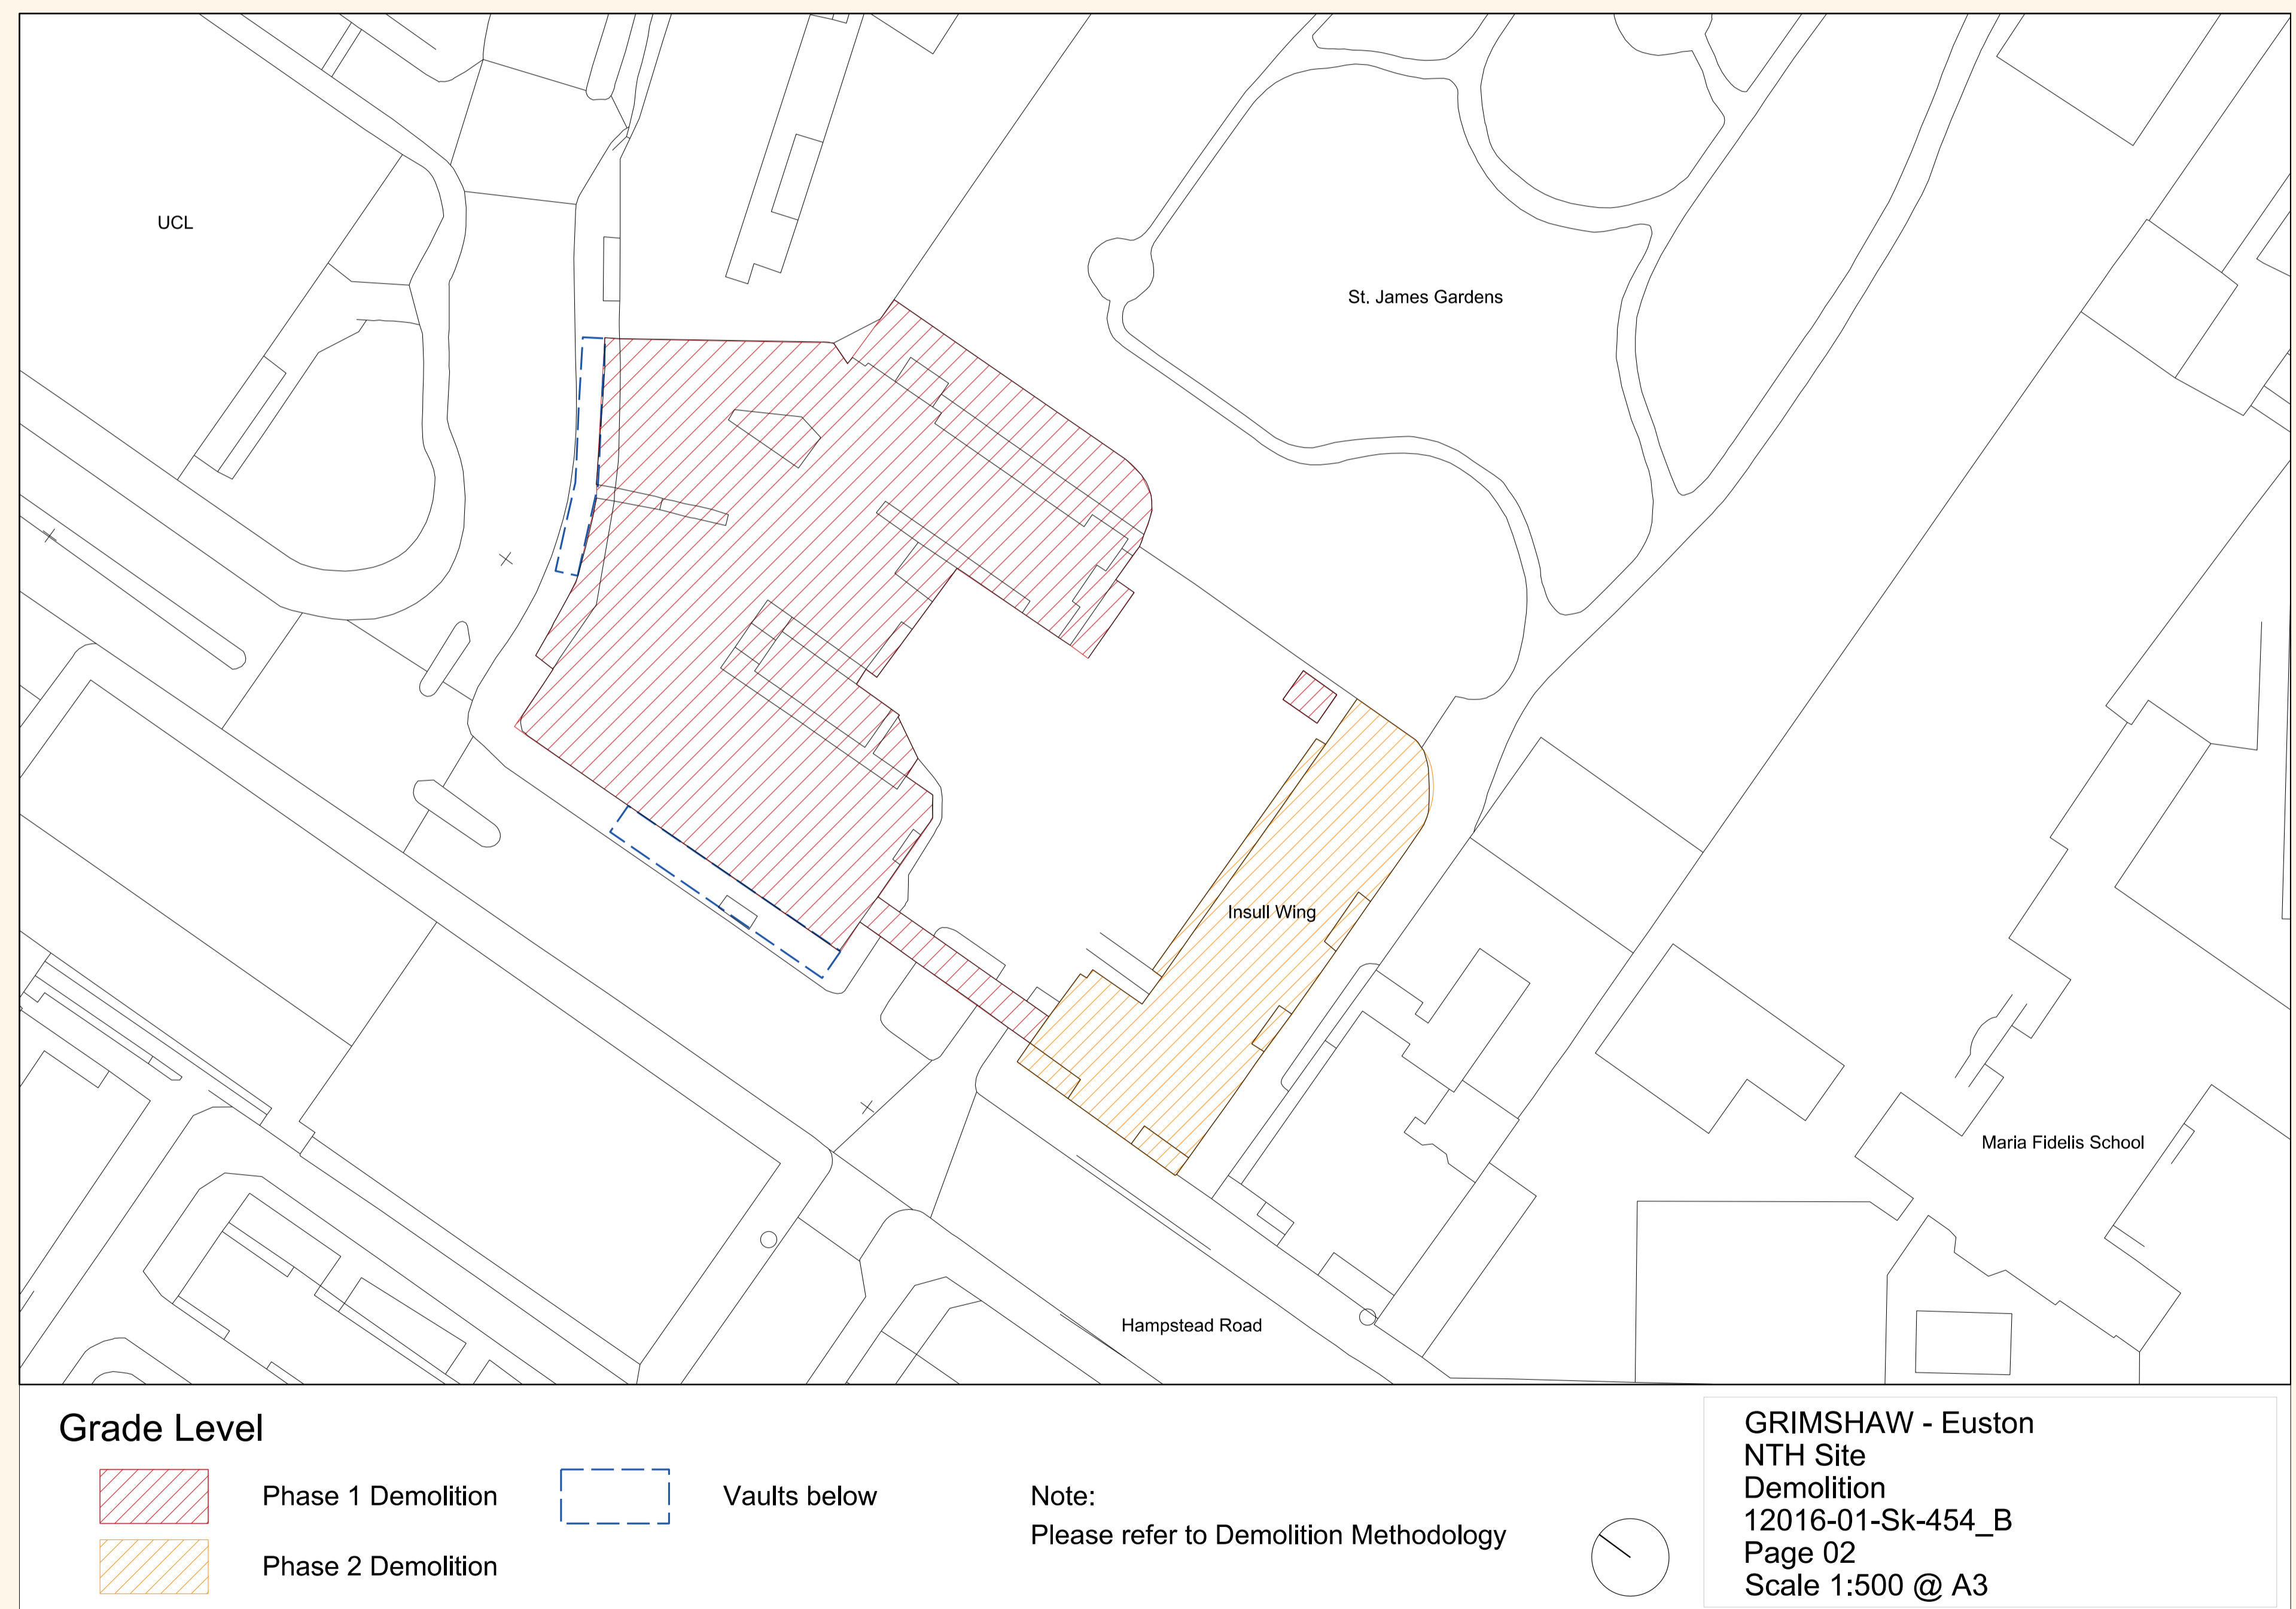 UCL
St. James Gardens
Insull Wing
Maria Fidelis School
Hampstead Road
Grade Level
Phase 1 Demolition
Vaults below
Phase 2 Demolition
Note:
Please refer to Demolition Methodology
GRIMSHAW - Euston
NTH Site
Demolition
12016-01-Sk-454_B
Page 02
Scale 1:500 @ A3